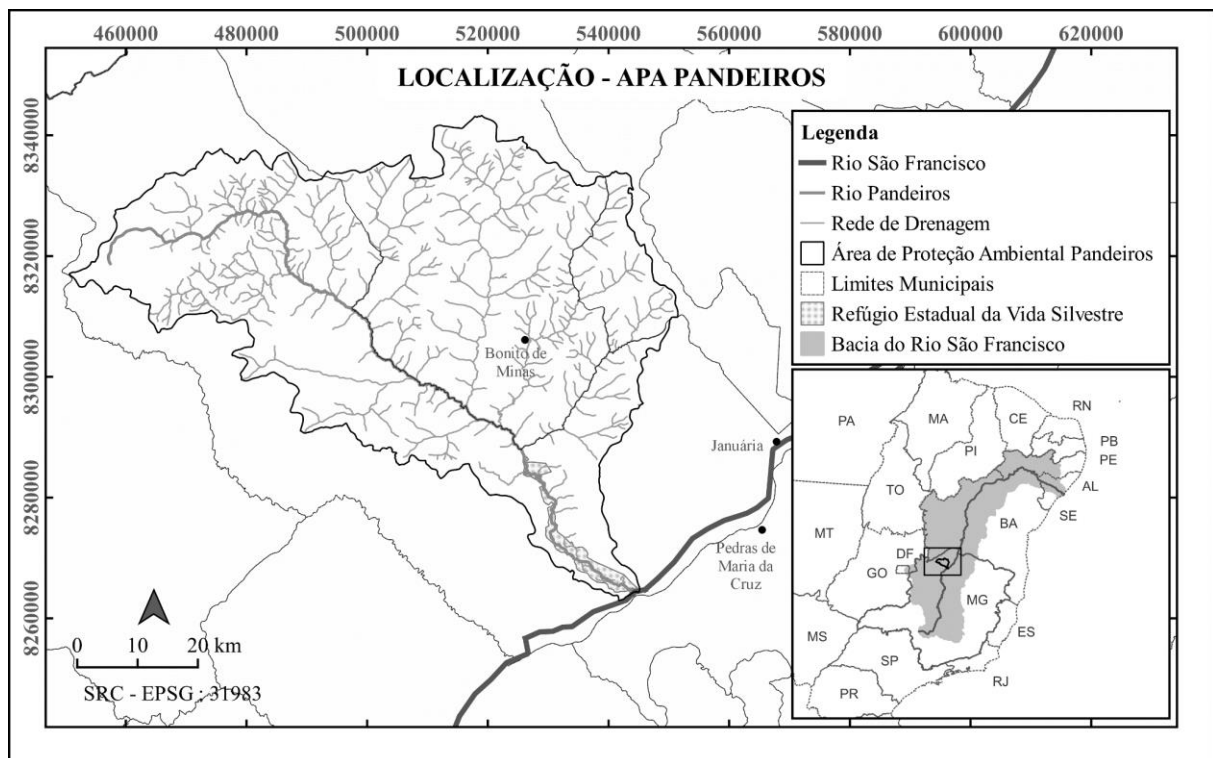 460000 480000 500000 520000 540000 560000 580000 600000 620000
LOCALIZAÇÃO - APA PANDEIROS
8340000
8320000
8300000
8280000
8260000
Legenda
Rio São Francisco
Rio Pandeiros
Rede de Drenagem
Área de Proteção Ambiental Pandeiros
Limites Municipais
Refúgio Estadual da Vida Silvestre
Bacia do Rio São Francisco
Bonito de
Minas
Januária
Pedras de
Maria da
Cruz
0 10 20 km
SRC - EPSG : 31983
PA
MA
CE
RN
PB
PE
PI
AL
TO
SE
BA
MT
DF
GO
MG
ES
MS
SP
RJ
PR